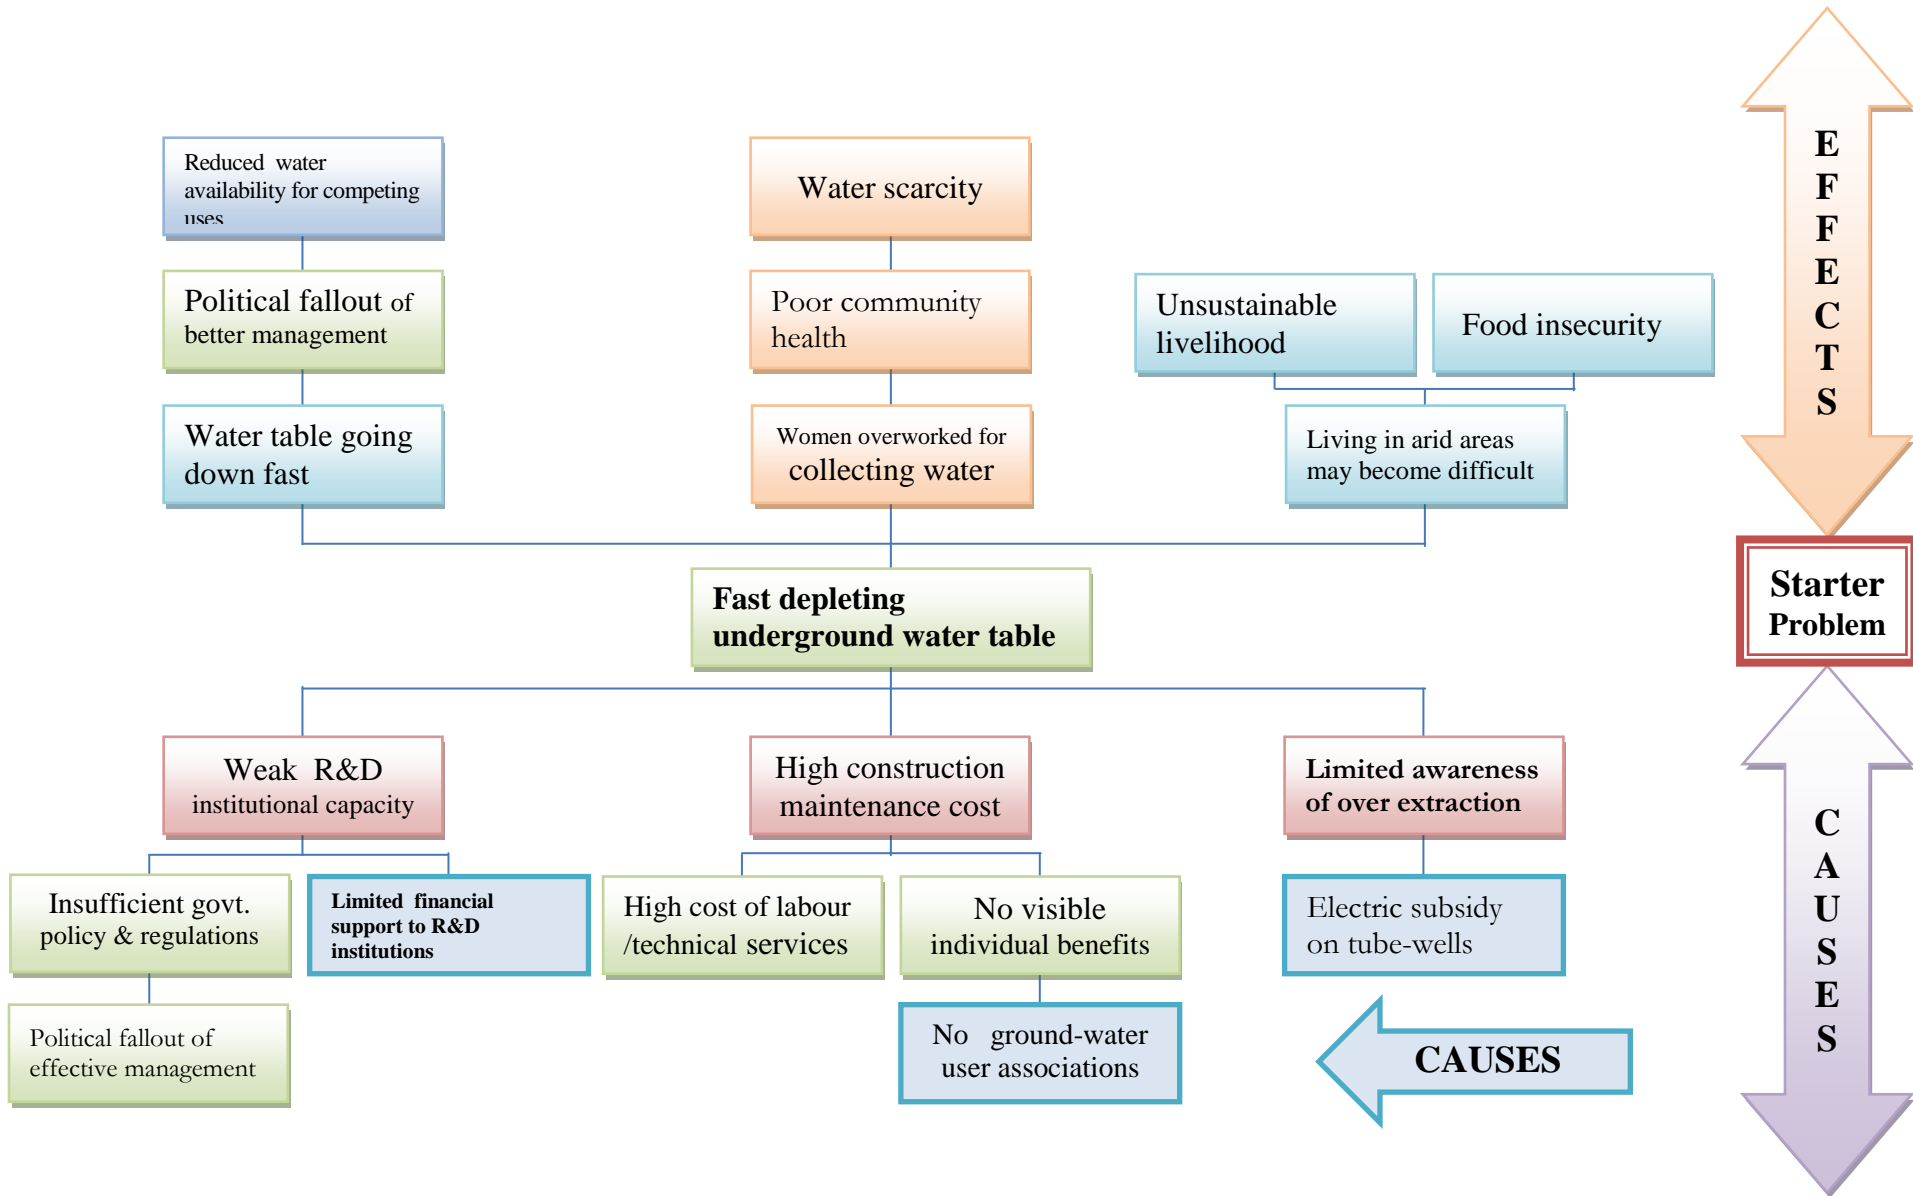 Reduced water
availability for competing
uses
Water scarcity
Political fallout of
better management
Poor community
health
Unsustainable
livelihood
Food insecurity
Water table going
down fast
Women overworked for
collecting water
Living in arid areas
may become difficult
E
F
F
E
C
T
S
Fast depleting
underground water table
Starter
Problem
Weak R&D
institutional capacity
High construction
maintenance cost
Limited awareness
of over extraction
Insufficient govt.
policy & regulations
Limited financial
support to R&D
institutions
High cost of labour
/technical services
No visible
individual benefits
Electric subsidy
on tube-wells
Political fallout of
effective management
No ground-water
user associations
CAUSES
C
A
U
S
E
S